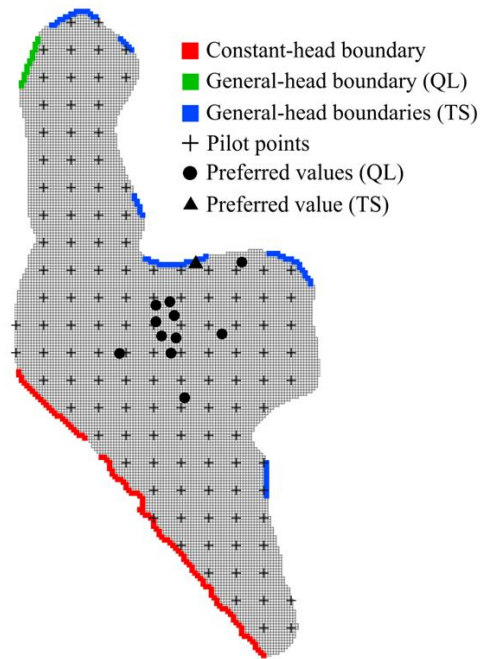 Constant-head boundary
General-head boundary (QL)
General-head boundaries (TS)
Pilot points
Preferred values (QL)
Preferred value (TS)